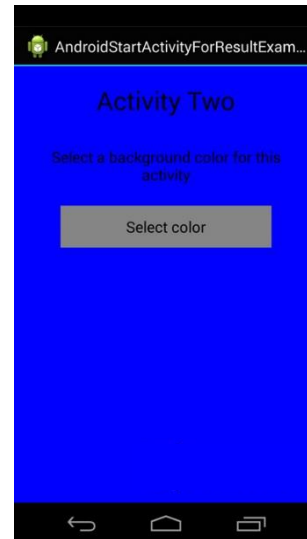 AndroidStartActivityForResultExam...
Activity Two
Select a background color for this
activity
Select color